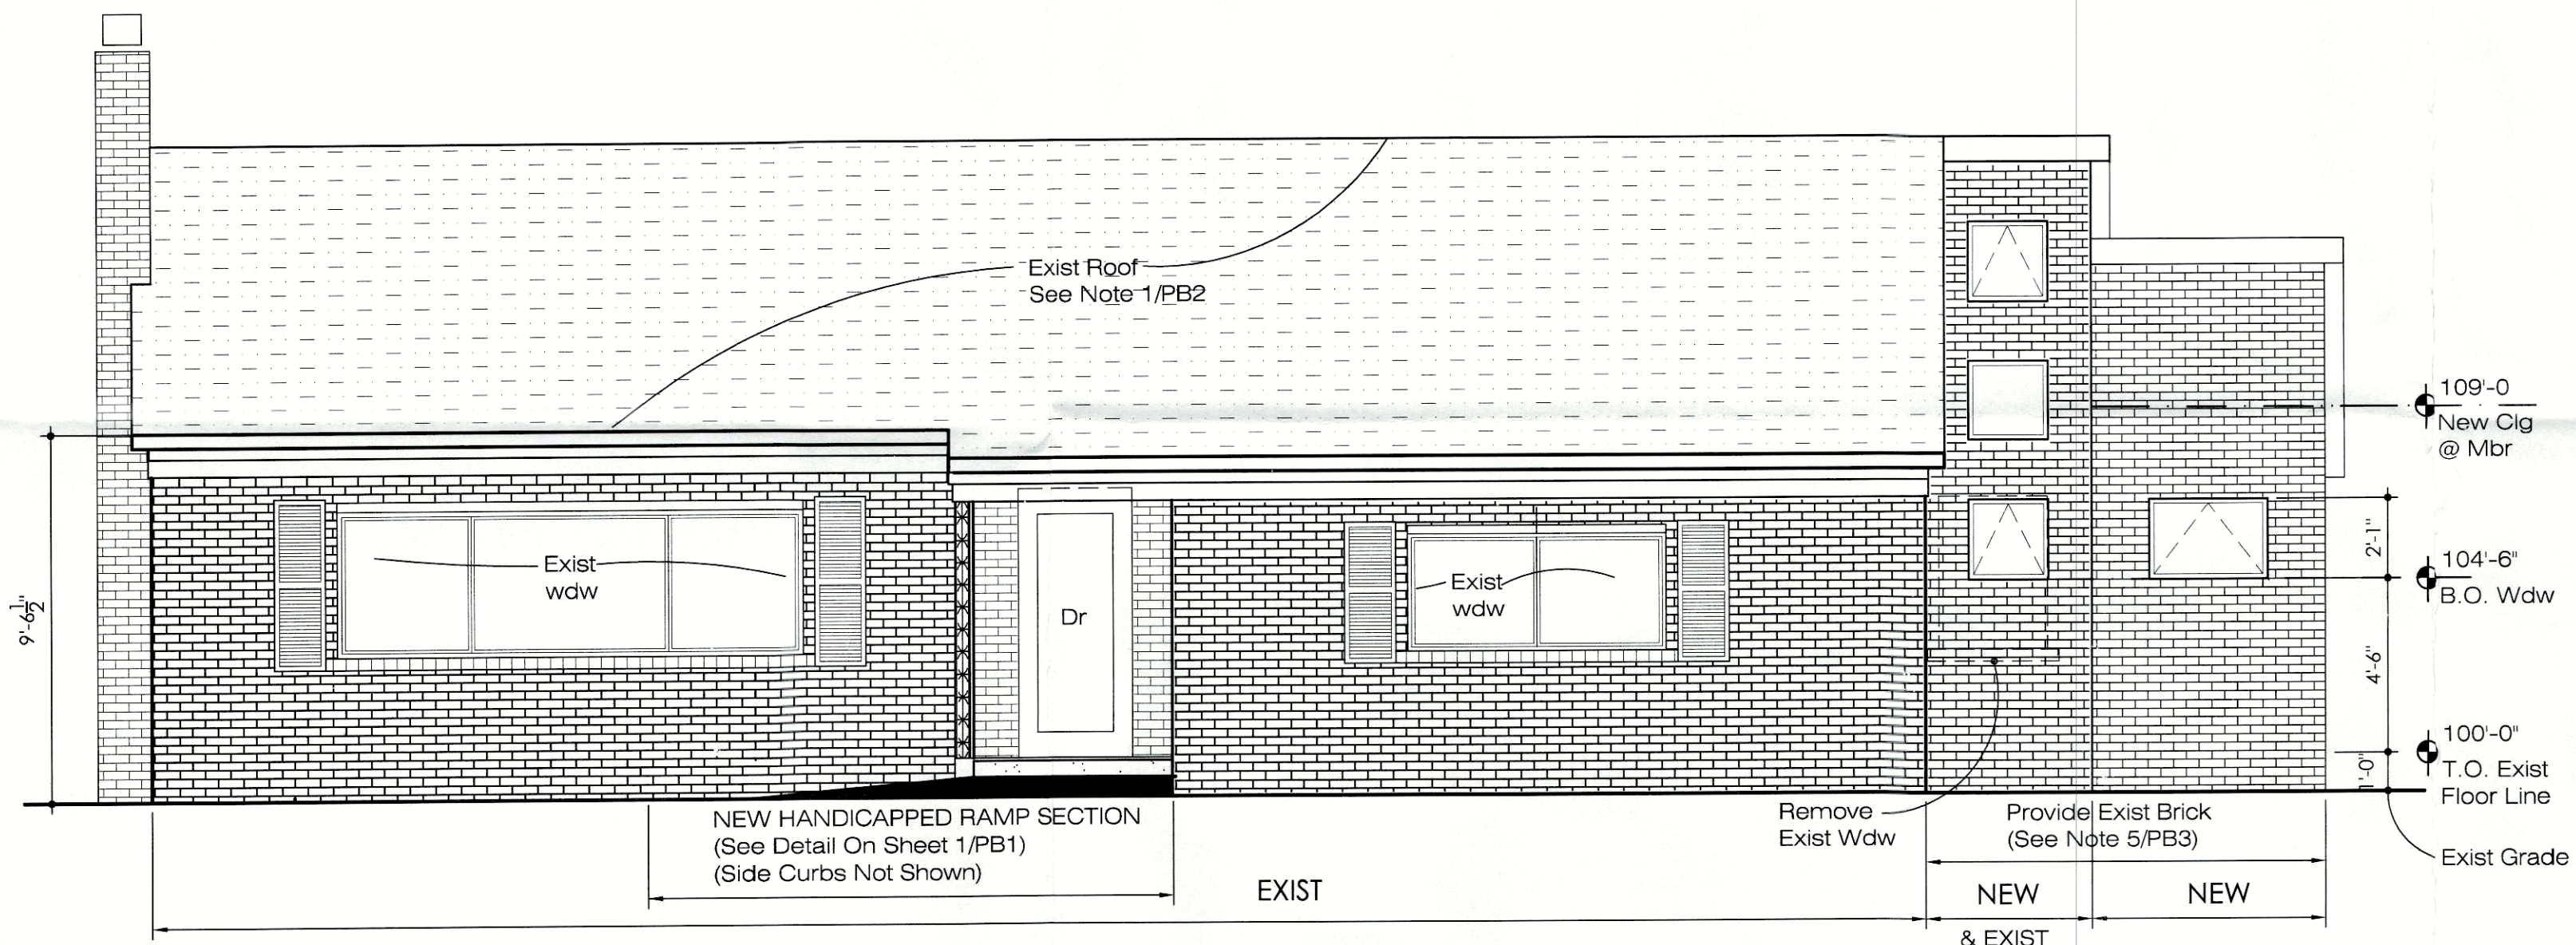 Exist Roof
See Note 1/PB2
109'-0
New Clg
@ Mbr
2'-1"
104'-6"
B.O. Wdw
Exist
wdw
Exist
wdw
Dr
9'-6½"
4'-6"
100'-0"
T.O. Exist
Floor Line
1'-0"
NEW HANDICAPPED RAMP SECTION
(See Detail On Sheet 1/PB1)
(Side Curbs Not Shown)
Remove
Exist Wdw
Provide Exist Brick
(See Note 5/PB3)
Exist Grade
EXIST
NEW
NEW
& EXIST